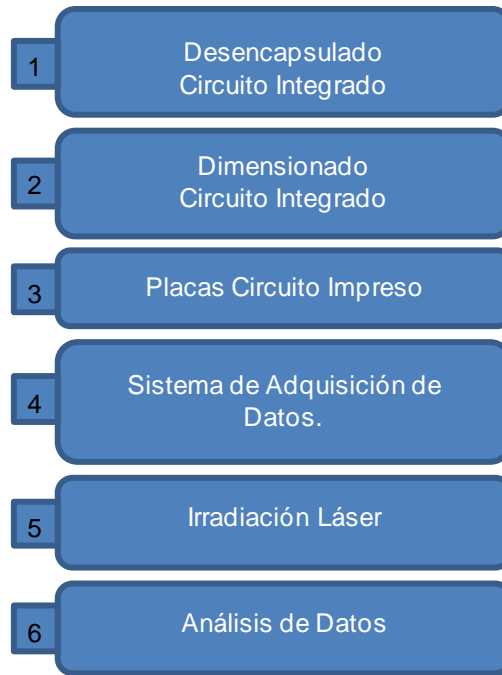 1
Desencapsulado
Circuito Integrado
2
Dimensionado
Circuito Integrado
3
Placas Circuito Impreso
4
Sistema de Adquisición de
Datos.
5
Irradiación Láser
6
Análisis de Datos